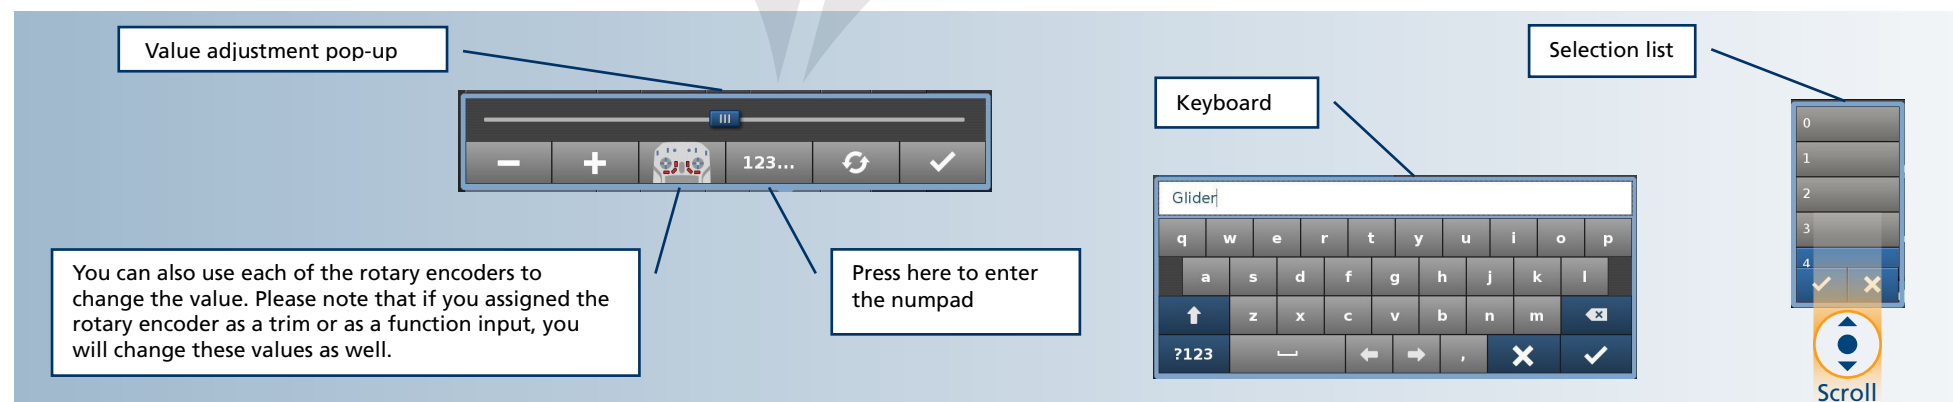 Value adjustment pop-up
123...
You can also use each of the rotary encoders to
change the value. Please note that if you assigned the
rotary encoder as a trim or as a function input, you
will change these values as well.
Press here to enter
the numpad
Keyboard
Glider
q w e r t y u i o p
a s d f g h j k l
z x c v b n m
?123 ,
Selection list
0
1
2
3
4
Scroll